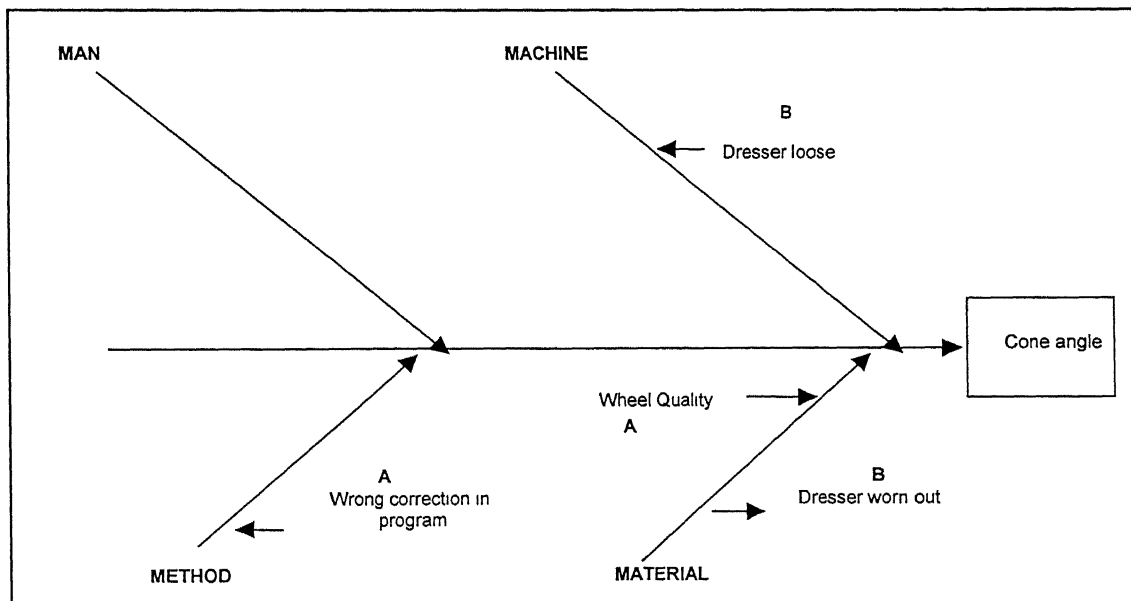 MAN
MACHINE
B
Dresser loose
Cone angle
Wheel Quality
A
A
Wrong correction in
program
B
Dresser worn out
METHOD
MATERIAL